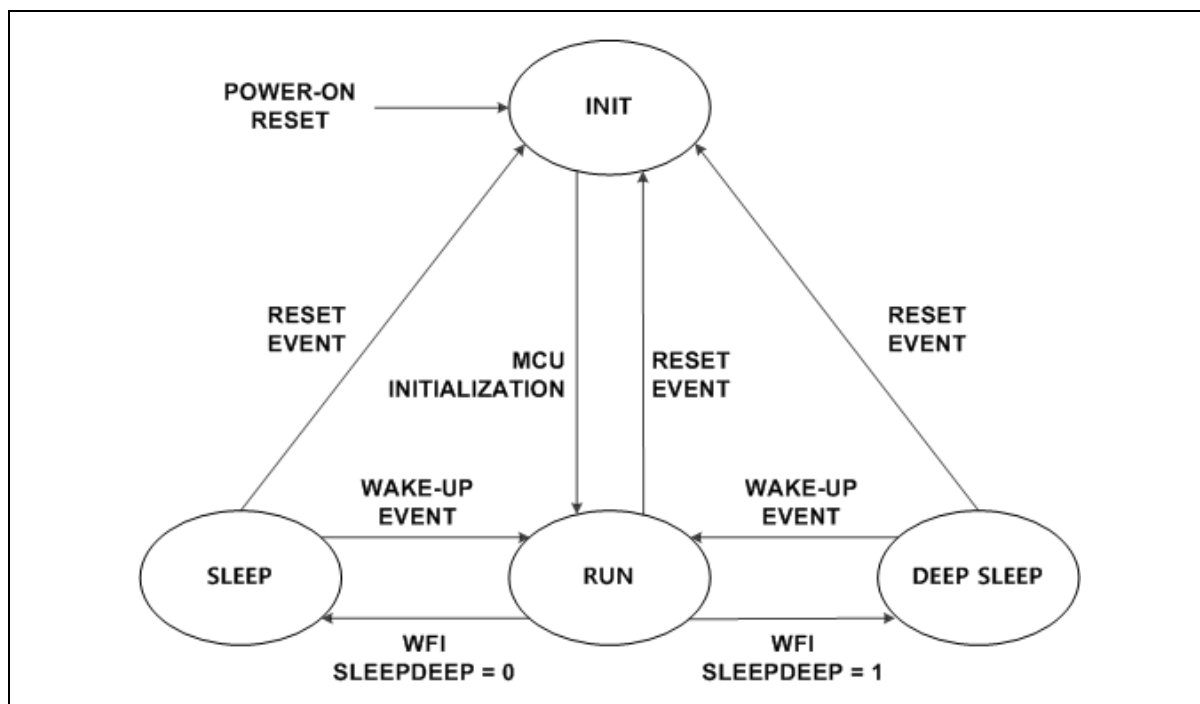 POWER-ON
RESET
INIT
RESET
EVENT
MCU
INITIALIZATION
RESET
EVENT
RESET
EVENT
WAKE-UP
EVENT
WAKE-UP
EVENT
SLEEP
RUN
DEEP SLEEP
WFI
SLEEPDEEP = 0
WFI
SLEEPDEEP = 1